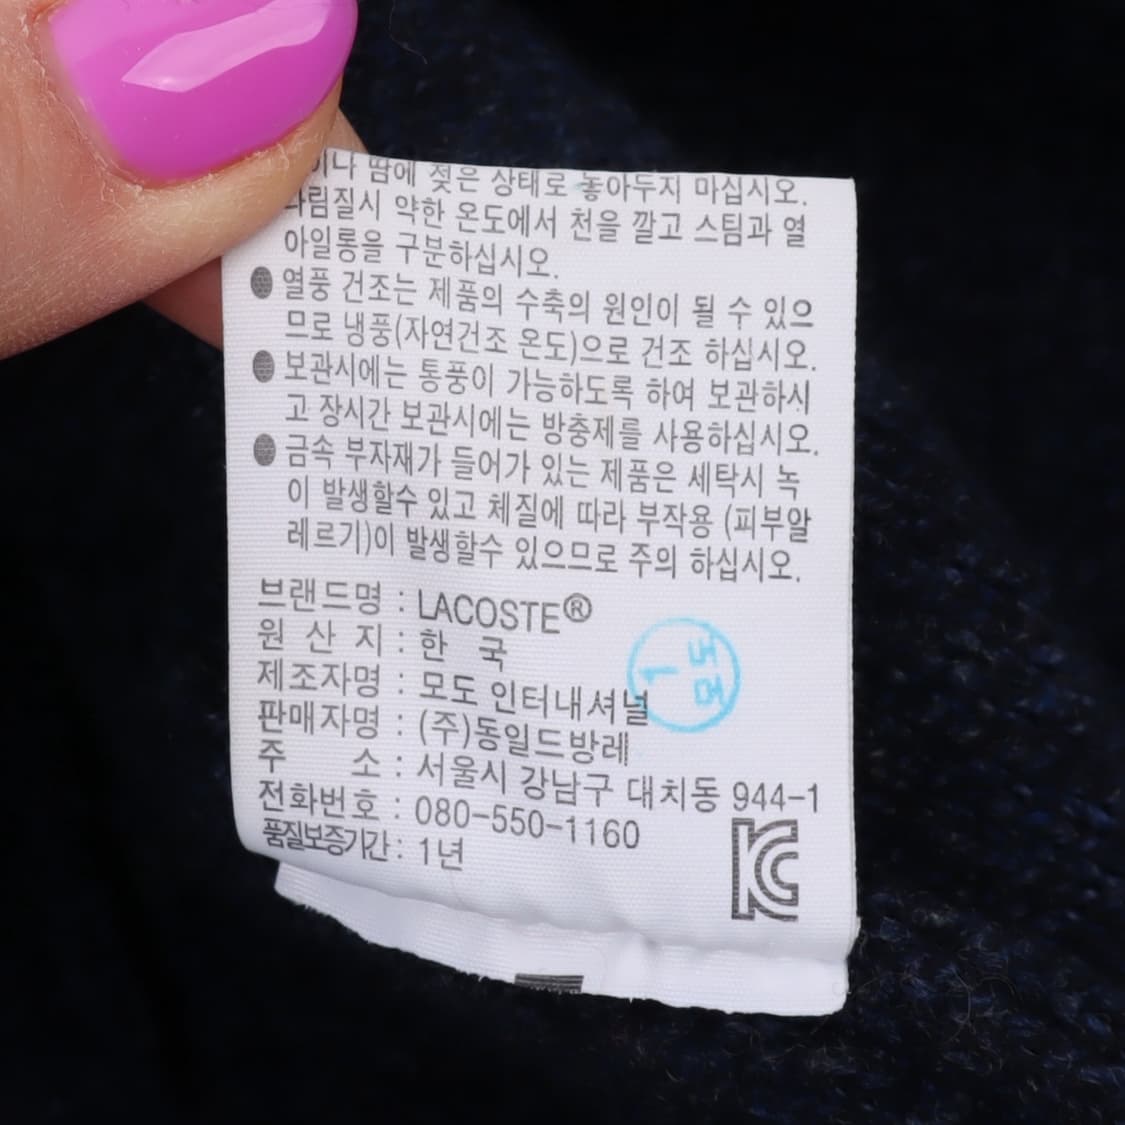 이나 땀에 젖은 상태로 놓아두지 마십시오.
다림질시 약한 온도에서 천을 깔고 스팀과 열
아일롱을 구분하십시오.
● 열풍 건조는 제품의 수축의 원인이 될 수 있으
므로 냉풍(자연건조 온도)으로 건조 하십시오.
● 보관시에는 통풍이 가능하도록 하여 보관하시
고 장시간 보관시에는 방충제를 사용하십시오.
● 금속 부자재가 들어가 있는 제품은 세탁시 녹
이 발생할수 있고 체질에 따라 부작용 (피부알
레르기)이 발생할수 있으므로 주의 하십시오.
브랜드명 : LACOSTE®
원 산 지 : 한 국
제조자명 : 모도 인터내셔널
판매자명 : (주)동일드방레
주 소 : 서울시 강남구 대치동 944-1
전화번호 : 080-550-1160
품질보증기간 : 1년
KC
모도
1